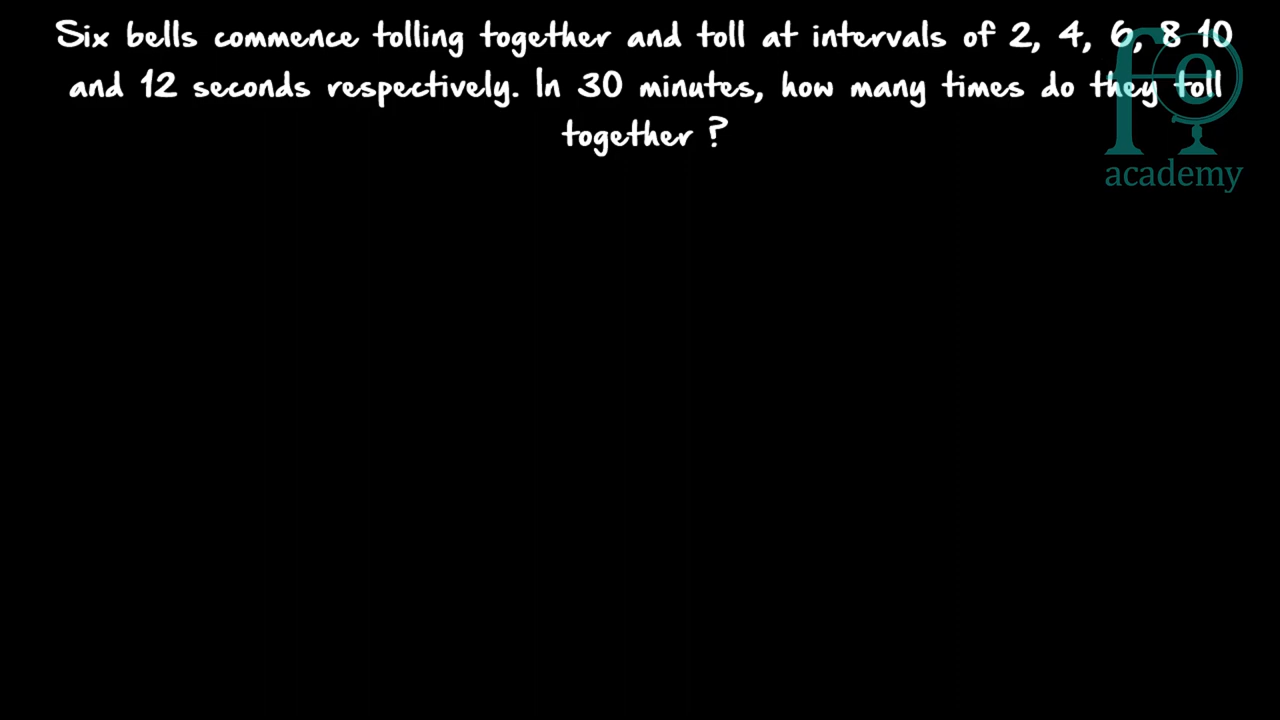 Six bells commence tolling together and toll at intervals of 2, 4, 6, 8 10
and 12 seconds respectively. In 30 minutes, how many times do they toll
together ?
fe
academy